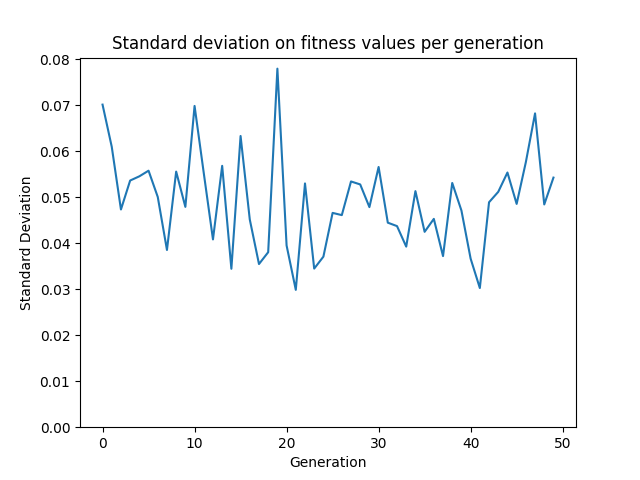 Standard deviation on fitness values per generation
0.08
0.07
0.06
0.05
0.04
0.03
0.02
0.01
0.00
Standard Deviation
0 10 20 30 40 50
Generation